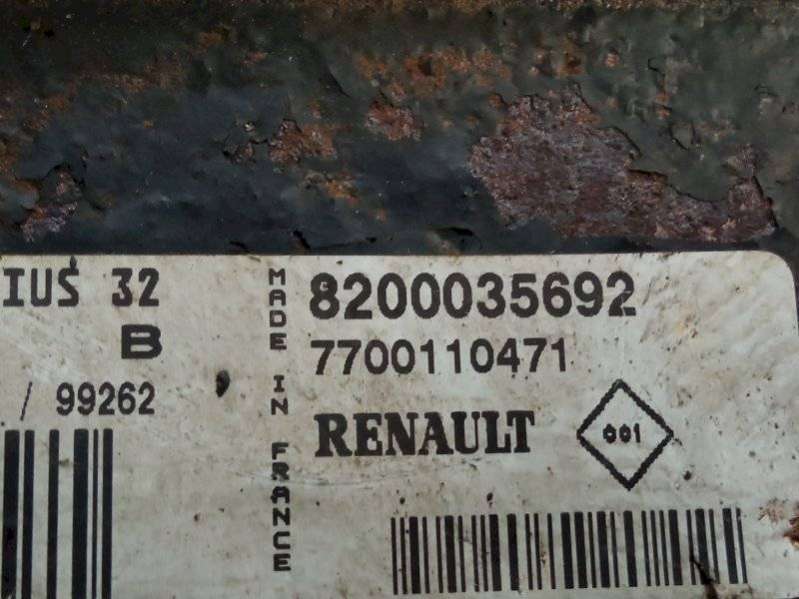 IUS 32
B
/ 99262
MADE IN FRANCE
8200035692
7700110471
RENAULT
001